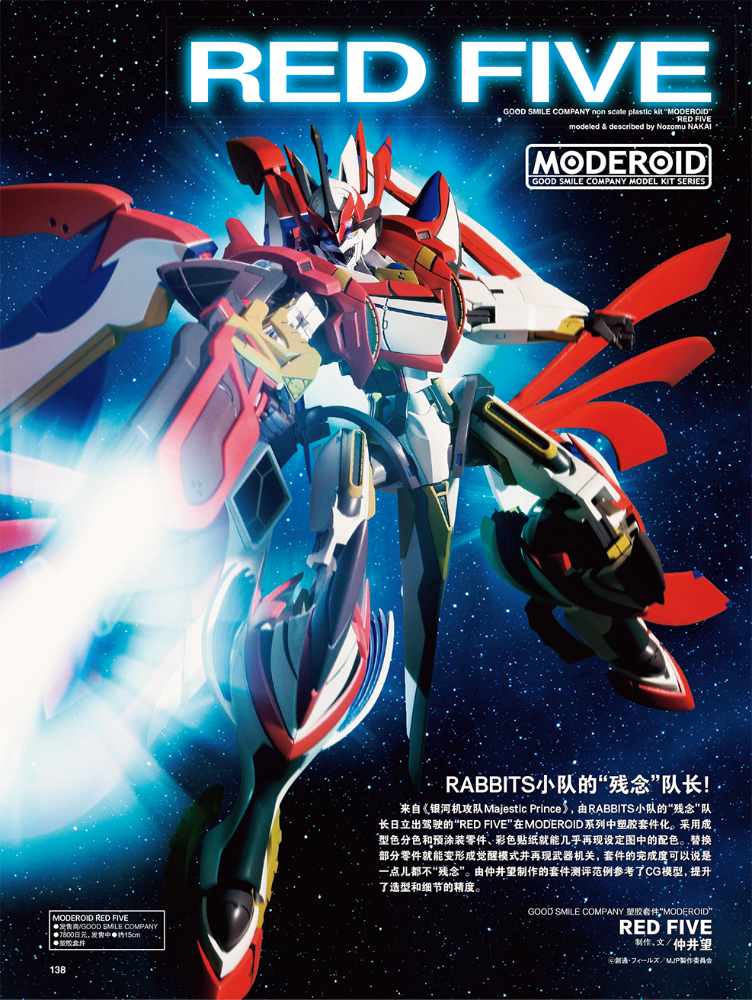 RED FIVE
GOOD SMILE COMPANY non scale plastic kit “MODEROID”
RED FIVE
modeled & described by Nozomu NAKAI
MODEROID
GOOD SMILE COMPANY MODEL KIT SERIES
RABBITS小队的“残念”队长！
来自《银河机攻队Majestic Prince》，由RABBITS小队的“残念”队
长日立出驾驶的“RED FIVE”在MODEROID系列中塑胶套件化。采用成
型色分色和预涂装零件、彩色贴纸就能几乎再现设定图中的配色。替换
部分零件就能变形成觉醒模式并再现武器机关，套件的完成度可以说是
一点儿都不“残念”。由仲井望制作的套件测评范例参考了CG模型，提升
了造型和细节的精度。
GOOD SMILE COMPANY 塑胶套件“MODEROID”
RED FIVE
制作、文／仲井望
©創通・フィールズ／MJP製作委員会
MODEROID RED FIVE
●发售商/GOOD SMILE COMPANY
●7800日元，发售中●约15cm
●塑胶套件
138